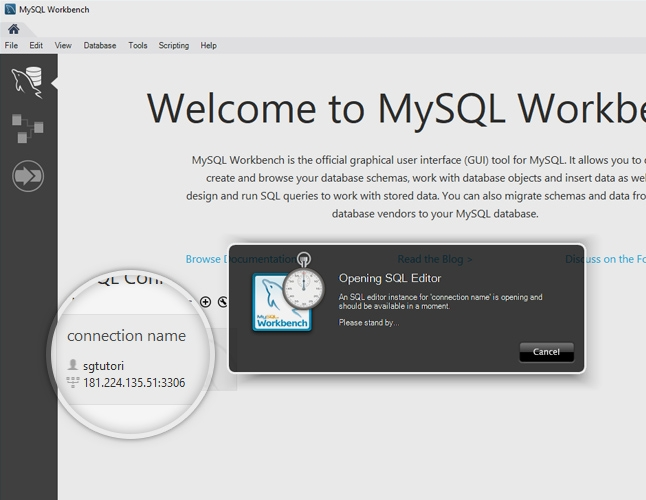 MySQL Workbench
File Edit View Database Tools Scripting Help
Welcome to MySQL Workbe
MySQL Workbench is the official graphical user interface (GUI) tool for MySQL. It allows you to
create and browse your database schemas, work with database objects and insert data as wel
design and run SQL queries to work with stored data. You can also migrate schemas and data fro
database vendors to your MySQL database.
Browse Documentation Read the Blog > Discuss on the Fo
Opening SQL Editor
An SQL editor instance for 'connection name' is opening and
should be available in a moment.
Please stand by...
MySQL
Workbench
Cancel
connection name
sgtutori
181.224.135.51:3306